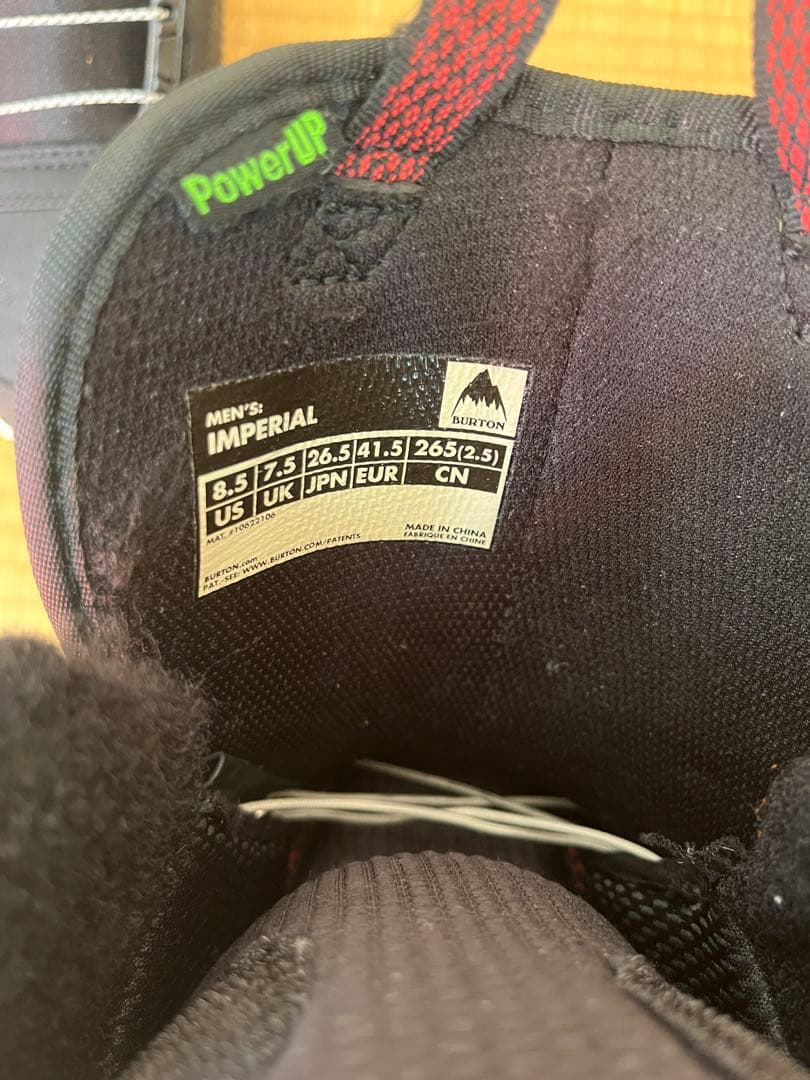 PowerUP
MEN'S:
IMPERIAL
BURTON
8.5 7.5 26.5 41.5 265(2.5)
US UK JPN EUR CN
MAT. #10622106
MADE IN CHINA
FABRIQUE EN CHINE
BURTON.com
PAT.-SEE: WWW.BURTON.COM/PATENTS